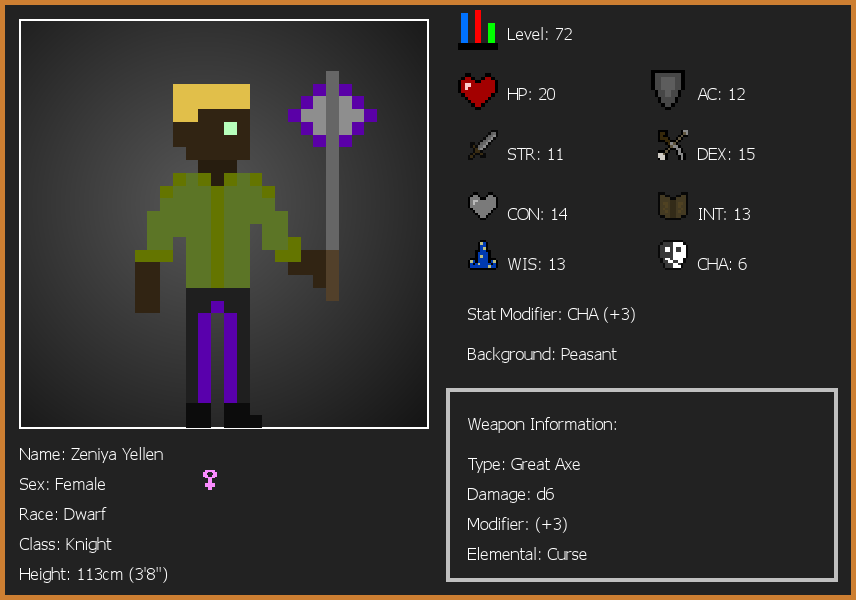 Level: 72
HP: 20
AC: 12
STR: 11
DEX: 15
CON: 14
INT: 13
WIS: 13
CHA: 6
Stat Modifier: CHA (+3)
Background: Peasant
Name: Zeniya Yellen
Sex: Female
Race: Dwarf
Class: Knight
Height: 113cm (3'8")
Weapon Information:
Type: Great Axe
Damage: d6
Modifier: (+3)
Elemental: Curse